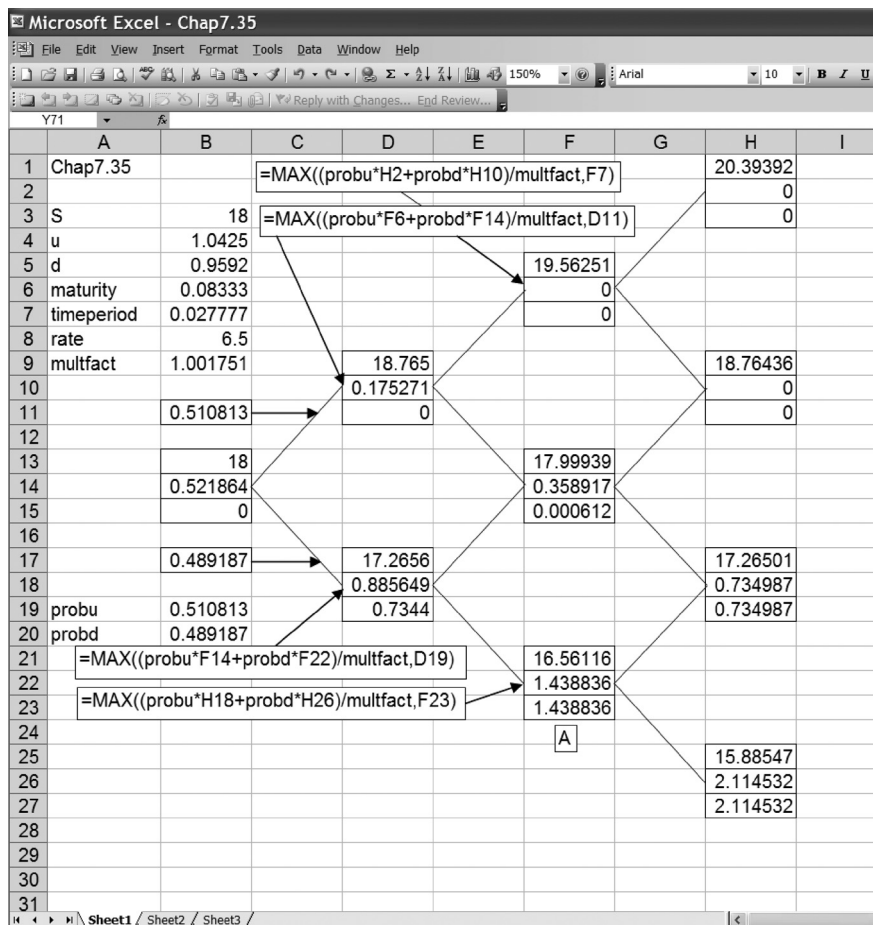 Microsoft Excel - Chap7.35
File Edit View Insert Format Tools Data Window Help
150% Arial 10 B I U
Reply with Changes... End Review...
Y71 fx
A B C D E F G H I
1 Chap7.35 20.39392
=MAX((probu*H2+probd*H10)/multfact,F7)
2 0
3 S 18 0
=MAX((probu*F6+probd*F14)/multfact,D11)
4 u 1.0425
5 d 0.9592 19.56251
6 maturity 0.08333 0
7 timeperiod 0.027777 0
8 rate 6.5
9 multfact 1.001751 18.765 18.76436
10 0.175271 0
11 0.510813 0 0
12
13 18 17.99939
14 0.521864 0.358917
15 0 0.000612
16
17 0.489187 17.2656 17.26501
18 0.885649 0.734987
19 probu 0.510813 0.7344 0.734987
20 probd 0.489187
21 =MAX((probu*F14+probd*F22)/multfact,D19) 16.56116
22 1.438836
=MAX((probu*H18+probd*H26)/multfact,F23)
23 1.438836
24 A
25 15.88547
26 2.114532
27 2.114532
28
29
30
31
Sheet1 / Sheet2 / Sheet3 /